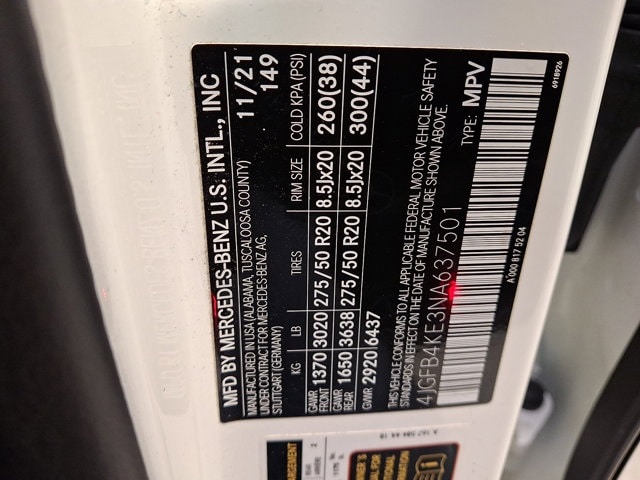 MFD BY MERCEDES-BENZ U.S. INTL., INC
MANUFACTURED IN USA (ALABAMA, TUSCALOOSA COUNTY) 11/21
UNDER CONTRACT FOR MERCEDES-BENZ AG, 149
STUTTGART (GERMANY)
KG LB TIRES RIM SIZE COLD KPA (PSI)
GAWR FRONT 1370 3020 275/50 R20 8.5Jx20 260(38)
GAWR REAR 1650 3638 275/50 R20 8.5Jx20 300(44)
GVWR 2920 6437
THIS VEHICLE CONFORMS TO ALL APPLICABLE FEDERAL MOTOR VEHICLE SAFETY
STANDARDS IN EFFECT ON THE DATE OF MANUFACTURE SHOWN ABOVE.
4JGFB4KE3NA637501 TYPE: MPV
A 000 817 52 04 6918926